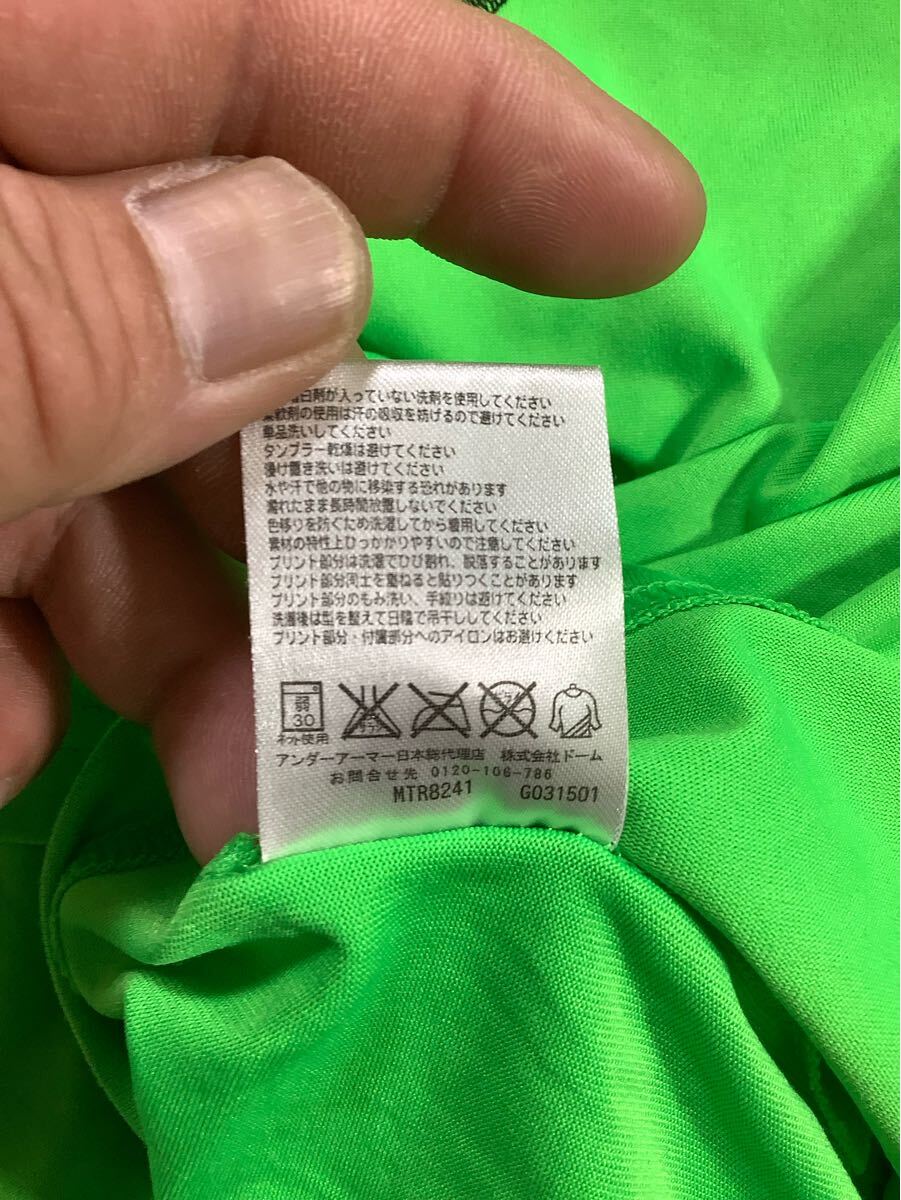 白剤が入っていない洗剤を使用してください
柔軟剤の使用は汗の吸収を妨げるので避けてください
単品洗いしてください
タンブラー乾燥は避けてください
浸け置き洗いは避けてください
水や汗で他の物に移染する恐れがあります
濡れたまま長時間放置しないでください
色移りを防ぐため洗濯してから着用してください
素材の特性上ひっかかりやすいので注意してください
プリント部分は洗濯でひび割れ、脱落することがあります
プリント部分同士を重ねると貼りつくことがあります
プリント部分のもみ洗い、手絞りは避けてください
洗濯後は型を整えて日陰で吊干ししてください
プリント部分・付属部分へのアイロンはお避けください
弱
30
ネット使用
ドライ
アンダーアーマー日本総代理店 株式会社ドーム
お問合せ先 0120-106-786
MTR8241 G031501